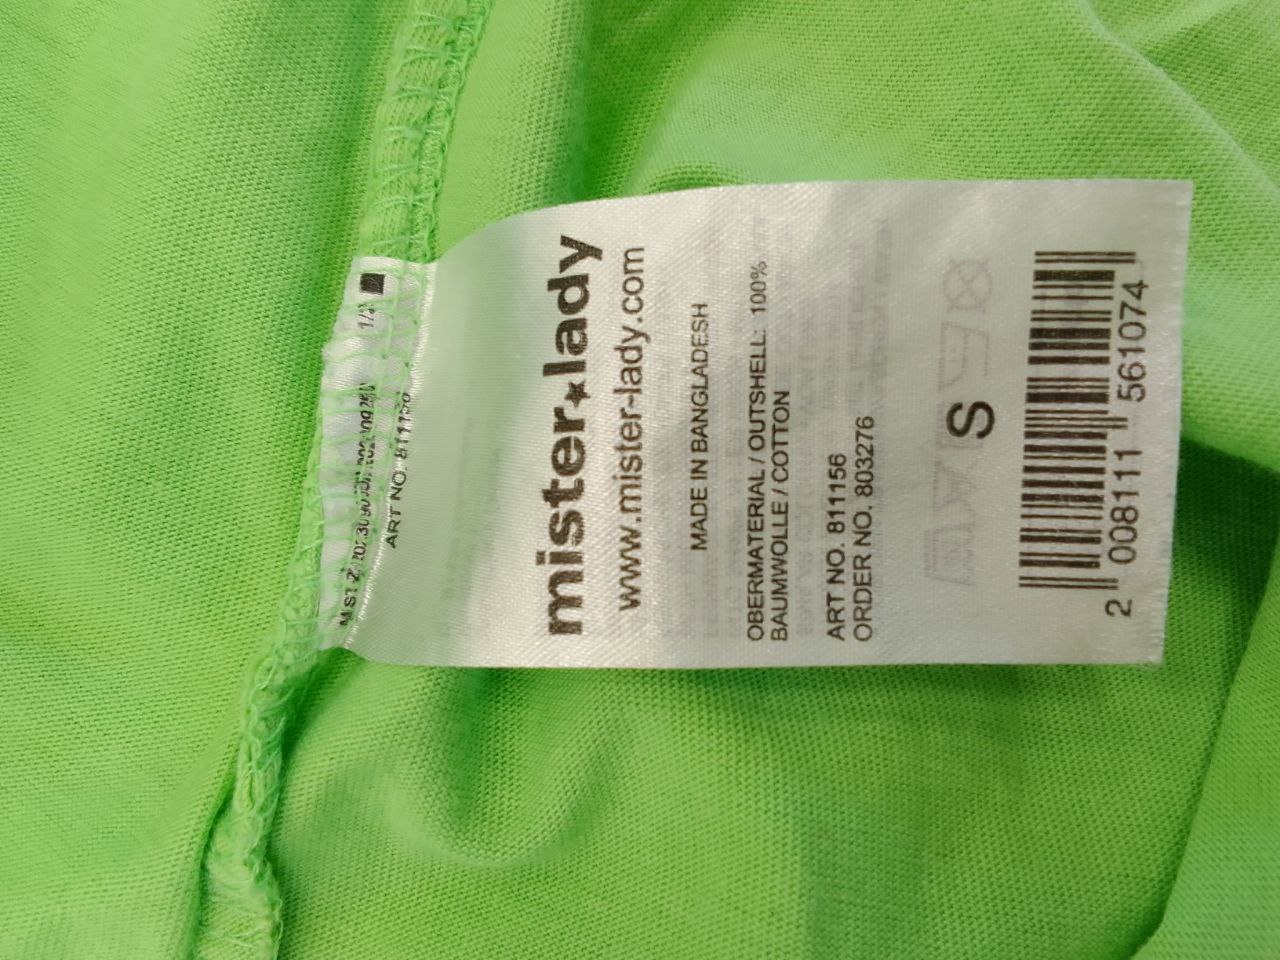 ART NO. 811156
mister★lady
www.mister-lady.com
MADE IN BANGLADESH
OBERMATERIAL / OUTSHELL: 100%
BAUMWOLLE / COTTON
ART NO. 811156
ORDER NO. 803276
S
2 008111 561074